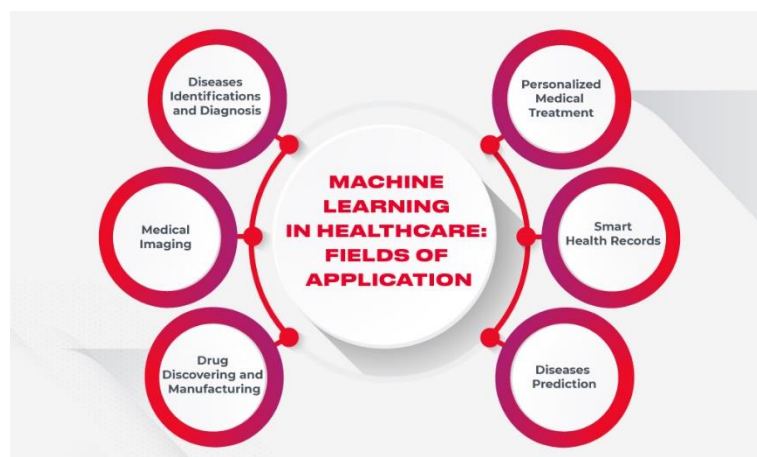 Diseases
Identifications
and Diagnosis
Medical
Imaging
Drug
Discovering and
Manufacturing
MACHINE
LEARNING
IN HEALTHCARE:
FIELDS OF
APPLICATION
Personalized
Medical
Treatment
Smart
Health Records
Diseases
Prediction